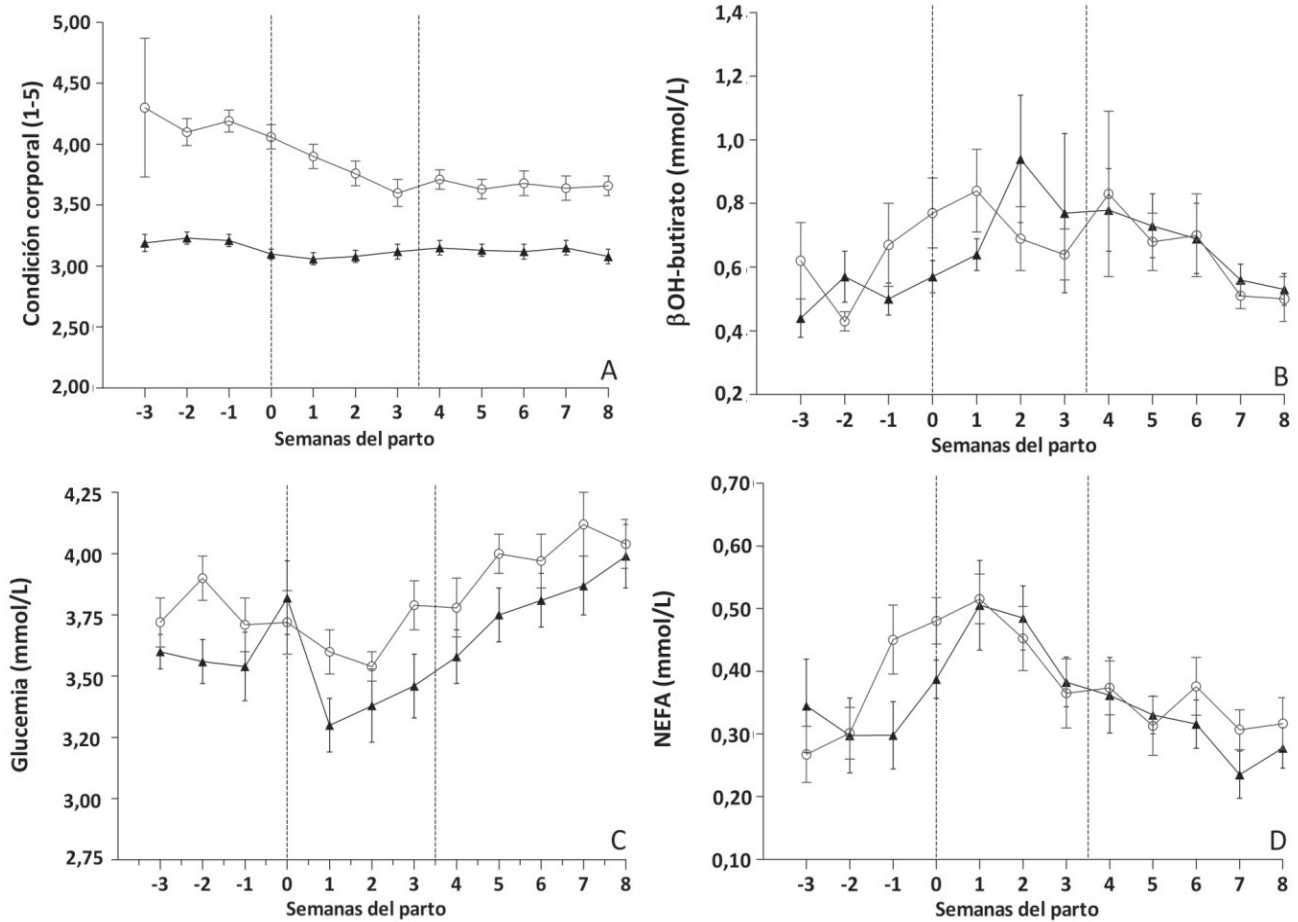 Condición corporal (1-5)
5,00
4,50
4,00
3,50
3,00
2,50
2,00
-3 -2 -1 0 1 2 3 4 5 6 7 8
Semanas del parto
A
βOH-butirato (mmol/L)
1,4
1,2
1,0
0,8
0,6
0,4
0,2
-3 -2 -1 0 1 2 3 4 5 6 7 8
Semanas del parto
B
Glucemia (mmol/L)
4,25
4,00
3,75
3,50
3,20
3,00
2,75
-3 -2 -1 0 1 2 3 4 5 6 7 8
Semanas del parto
C
NEFA (mmol/L)
0,70
0,60
0,50
0,40
0,30
0,20
0,10
-3 -2 -1 0 1 2 3 4 5 6 7 8
Semanas del parto
D